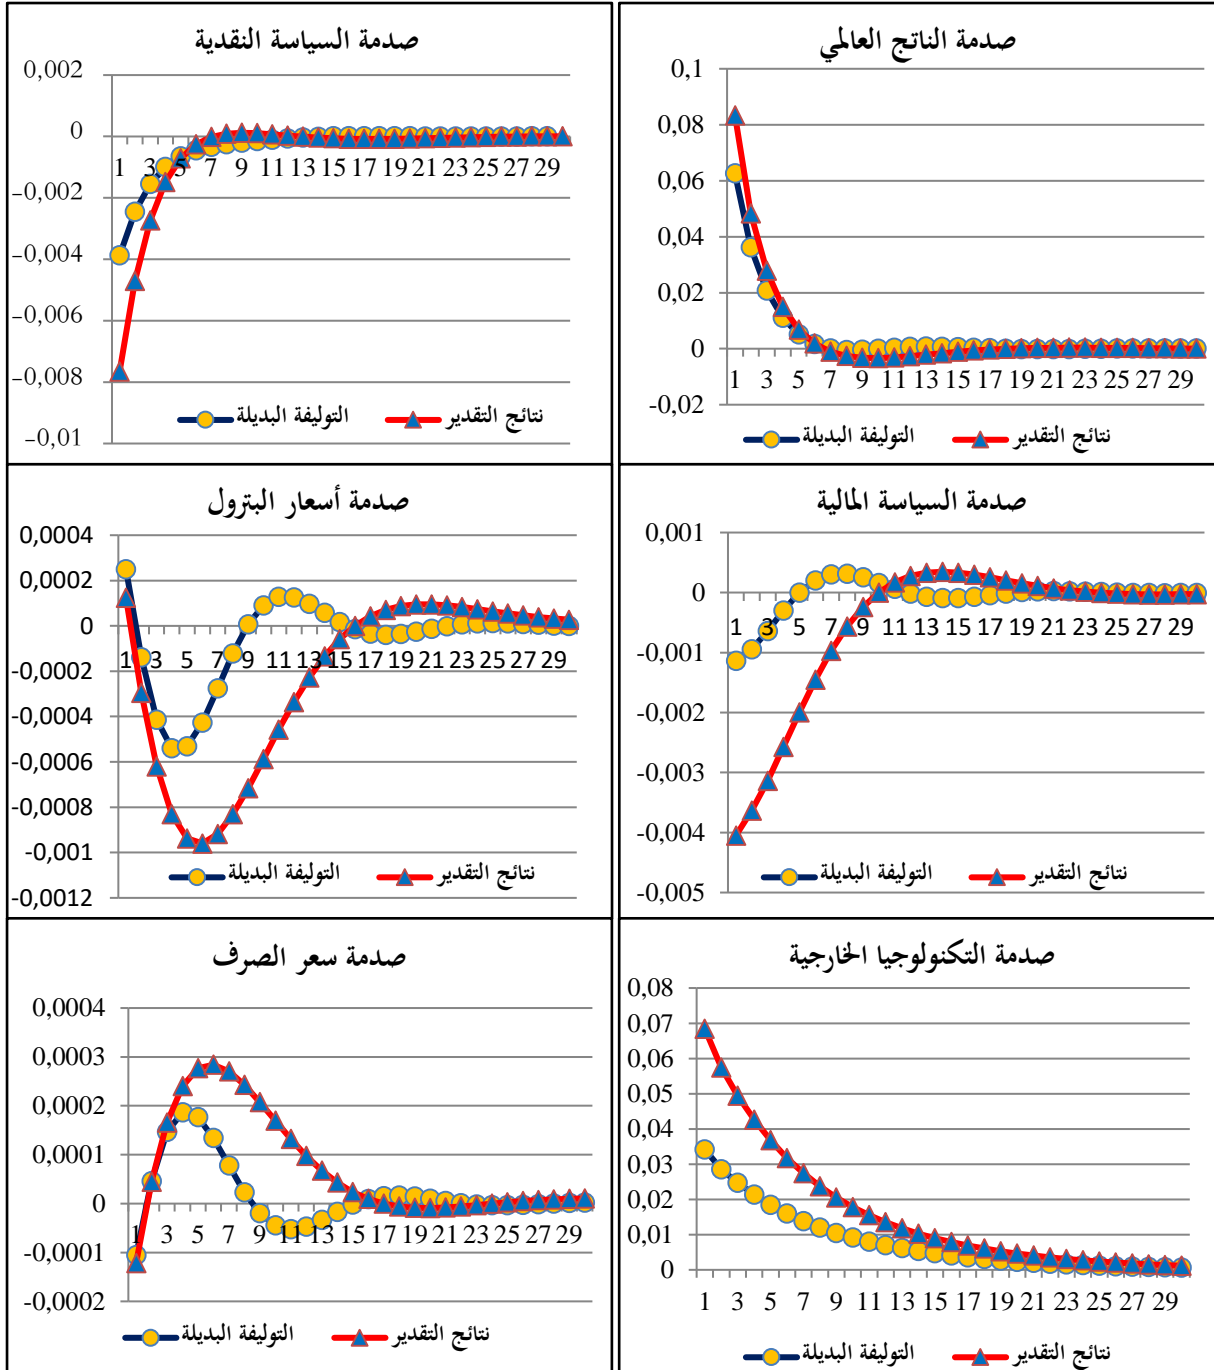 صدمة السياسة النقدية
0,002
0
-0,002
-0,004
-0,006
-0,008
-0,01
1 3 5 7 9 11 13 15 17 19 21 23 25 27 29
التوليفة البديلة نتائج التقدير
صدمة الناتج العالمي
0,1
0,08
0,06
0,04
0,02
0
-0,02
1 3 5 7 9 11 13 15 17 19 21 23 25 27 29
التوليفة البديلة نتائج التقدير
صدمة أسعار البترول
0,0004
0,0002
0
-0,0002
-0,0004
-0,0006
-0,0008
-0,001
-0,0012
1 3 5 7 9 11 13 15 17 19 21 23 25 27 29
التوليفة البديلة نتائج التقدير
صدمة السياسة المالية
0,001
0
-0,001
-0,002
-0,003
-0,004
-0,005
1 3 5 7 9 11 13 15 17 19 21 23 25 27 29
التوليفة البديلة نتائج التقدير
صدمة سعر الصرف
0,0004
0,0003
0,0002
0,0001
0
-0,0001
-0,0002
1 3 5 7 9 11 13 15 17 19 21 23 25 27 29
التوليفة البديلة نتائج التقدير
صدمة التكنولوجيا الخارجية
0,08
0,07
0,06
0,05
0,04
0,03
0,02
0,01
0
1 3 5 7 9 11 13 15 17 19 21 23 25 27 29
التوليفة البديلة نتائج التقدير